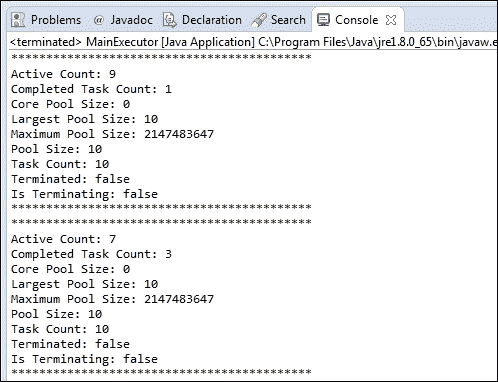 Problems @ Javadoc Declaration Search Console
<terminated> MainExecutor [Java Application] C:\Program Files\Java\jre1.8.0_65\bin\javaw.e
*******************************************
Active Count: 9
Completed Task Count: 1
Core Pool Size: 0
Largest Pool Size: 10
Maximum Pool Size: 2147483647
Pool Size: 10
Task Count: 10
Terminated: false
Is Terminating: false
*******************************************
*******************************************
Active Count: 7
Completed Task Count: 3
Core Pool Size: 0
Largest Pool Size: 10
Maximum Pool Size: 2147483647
Pool Size: 10
Task Count: 10
Terminated: false
Is Terminating: false
*******************************************